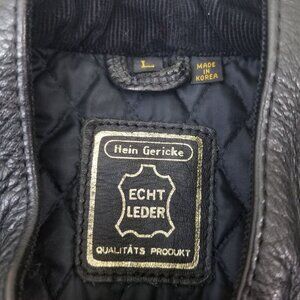 L
MADE
IN
KOREA
Hein Gericke
ECHT
LEDER
QUALITÄTS PRODUKT